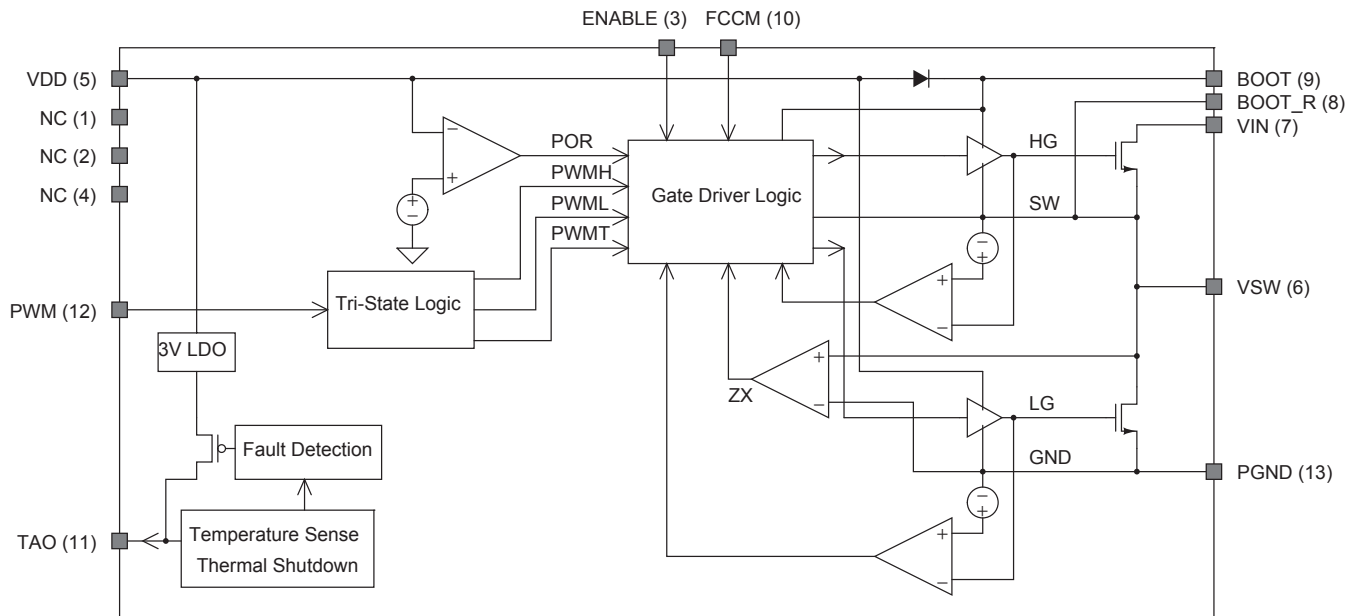 ENABLE (3) FCCM (10)
VDD (5)
BOOT (9)
BOOT_R (8)
NC (1)
VIN (7)
NC (2)
NC (4)
POR
PWMH
PWML
PWMT
Gate Driver Logic
HG
SW
− +
+ −
− +
+ −
PWM (12)
Tri-State Logic
VSW (6)
3V LDO
+ −
ZX
LG
GND
PGND (13)
Fault Detection
− +
+ −
TAO (11)
Temperature Sense
Thermal Shutdown